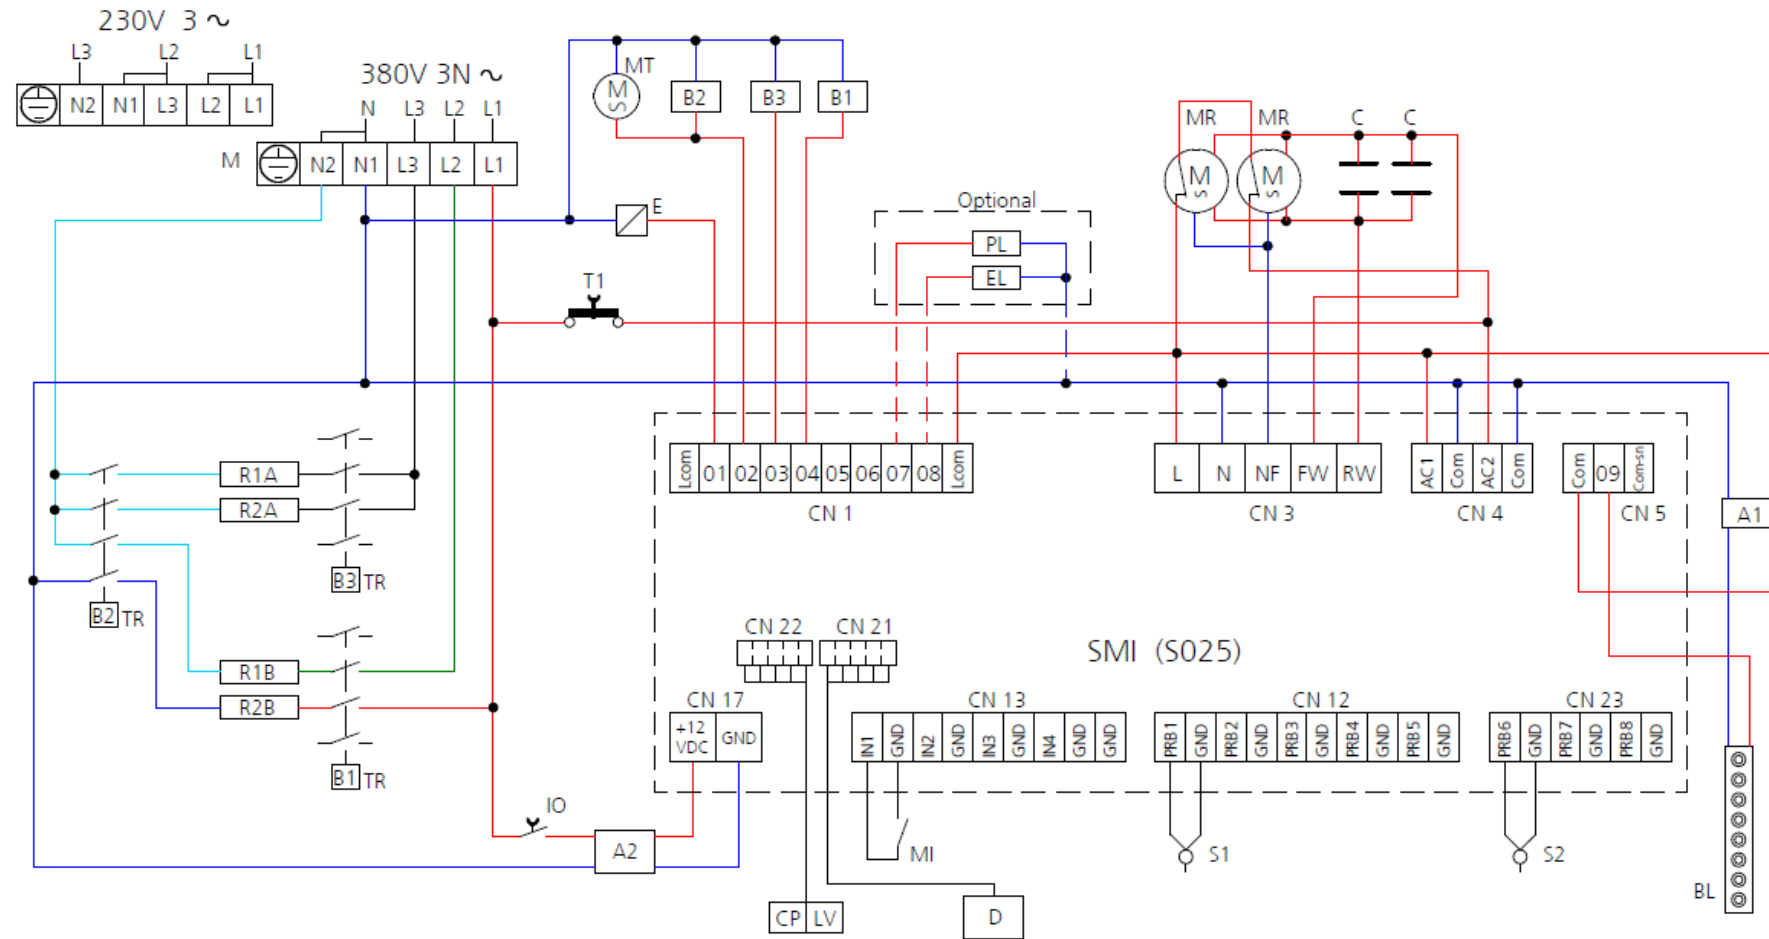 230V 3 ~
L3 L2 L1
N2 N1 L3 L2 L1
380V 3N ~
N L3 L2 L1
M N2 N1 L3 L2 L1
MT
M S
B2 B3 B1
E
T1
Optional
PL
EL
MR MR C C
M S M S
Lcom 01 02 03 04 05 06 07 08 Lcom
CN 1
L N NF FW RW
CN 3
AC1 Com AC2 Com
CN 4
Com 09 Com-sn
CN 5
A1
R1A
R2A
B3 TR
B2 TR
R1B
R2B
B1 TR
CN 22 CN 21
SMI (S025)
CN 17
+12 VDC GND
CN 13
IN1 GND IN2 GND IN3 GND IN4 GND GND
CN 12
PRB1 GND PRB2 GND PRB3 GND PRB4 GND PRB5 GND
CN 23
PRB6 GND PRB7 GND PRB8 GND
IO
A2
MI
S1
S2
BL
CP LV
D